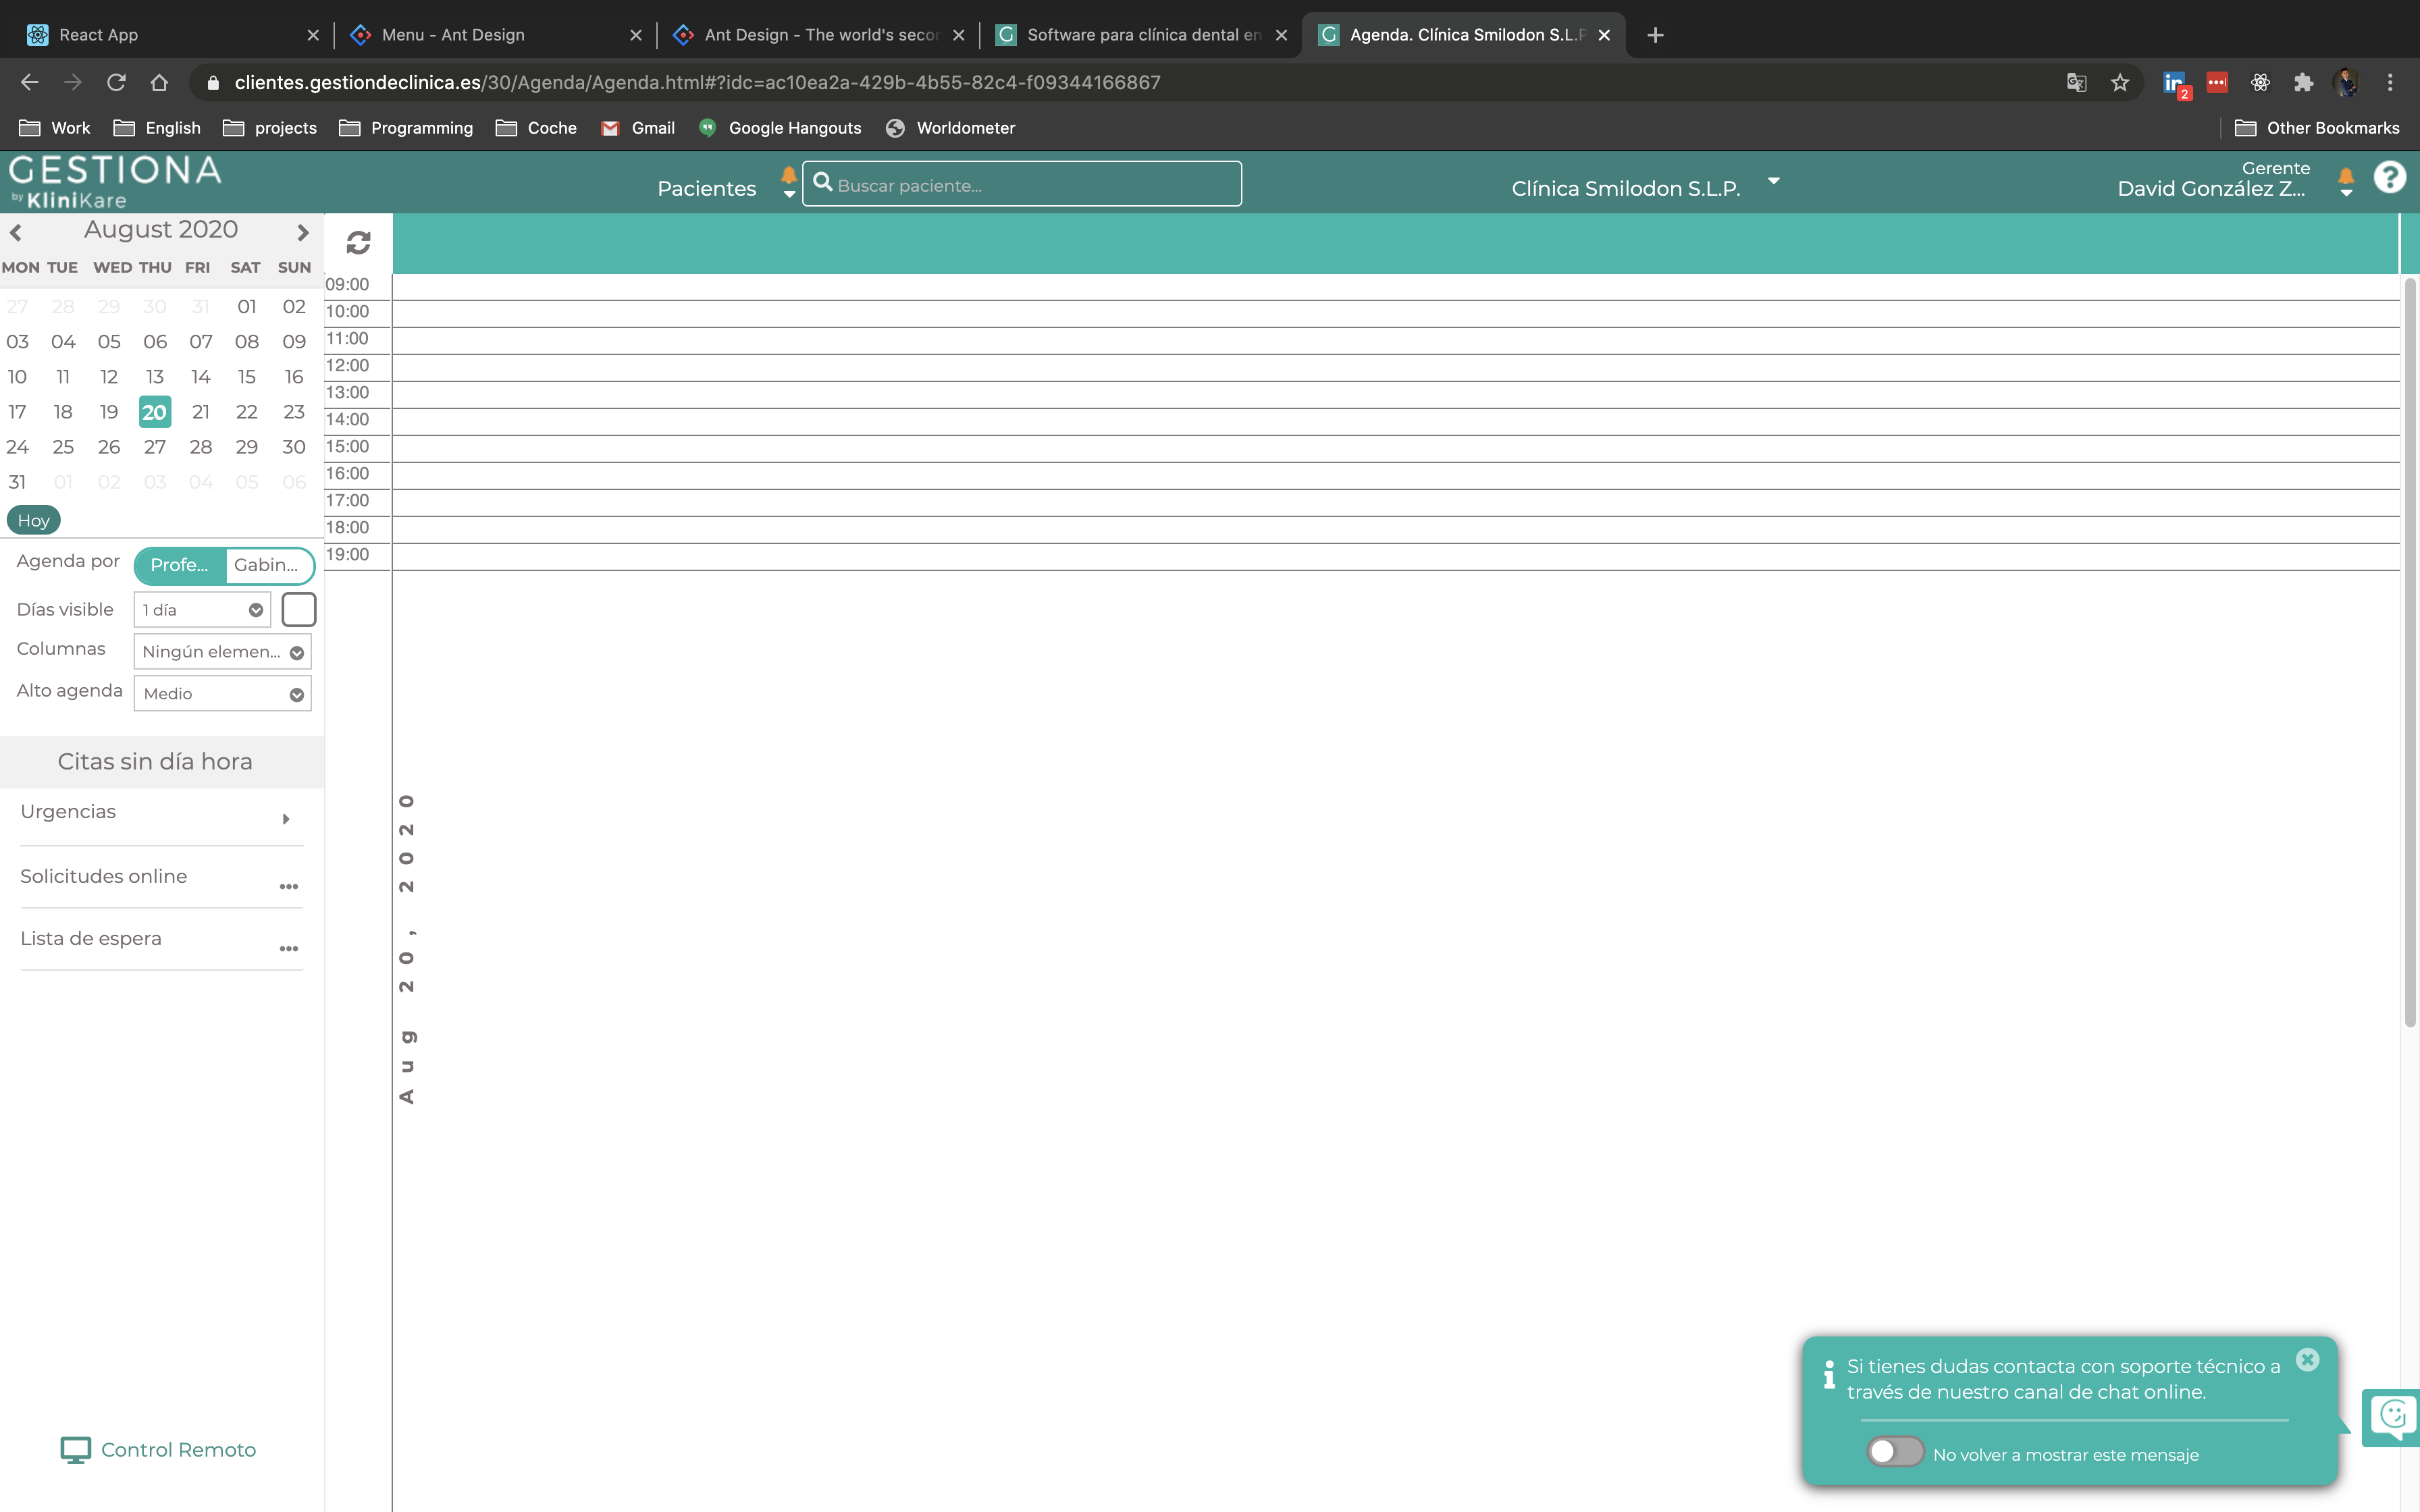 React App
Menu - Ant Design
Ant Design - The world's secor
Software para clínica dental en
Agenda. Clínica Smilodon S.L.P
clientes.gestiondeclinica.es/30/Agenda/Agenda.html#?idc=ac10ea2a-429b-4b55-82c4-f09344166867
2
Work
English
projects
Programming
Coche
Gmail
Google Hangouts
Worldometer
Other Bookmarks
GESTIONA
by KliniKare
Pacientes
Buscar paciente...
Clínica Smilodon S.L.P.
Gerente
David González Z...
August 2020
MON TUE WED THU FRI SAT SUN
27 28 29 30 31 01 02
03 04 05 06 07 08 09
10 11 12 13 14 15 16
17 18 19 20 21 22 23
24 25 26 27 28 29 30
31 01 02 03 04 05 06
Hoy
Agenda por
Profe...
Gabin...
Días visible
1 día
Columnas
Ningún elemen...
Alto agenda
Medio
Citas sin día hora
Urgencias
Solicitudes online
Lista de espera
Control Remoto
09:00
10:00
11:00
12:00
13:00
14:00
15:00
16:00
17:00
18:00
19:00
Aug 20, 2020
Si tienes dudas contacta con soporte técnico a
través de nuestro canal de chat online.
No volver a mostrar este mensaje